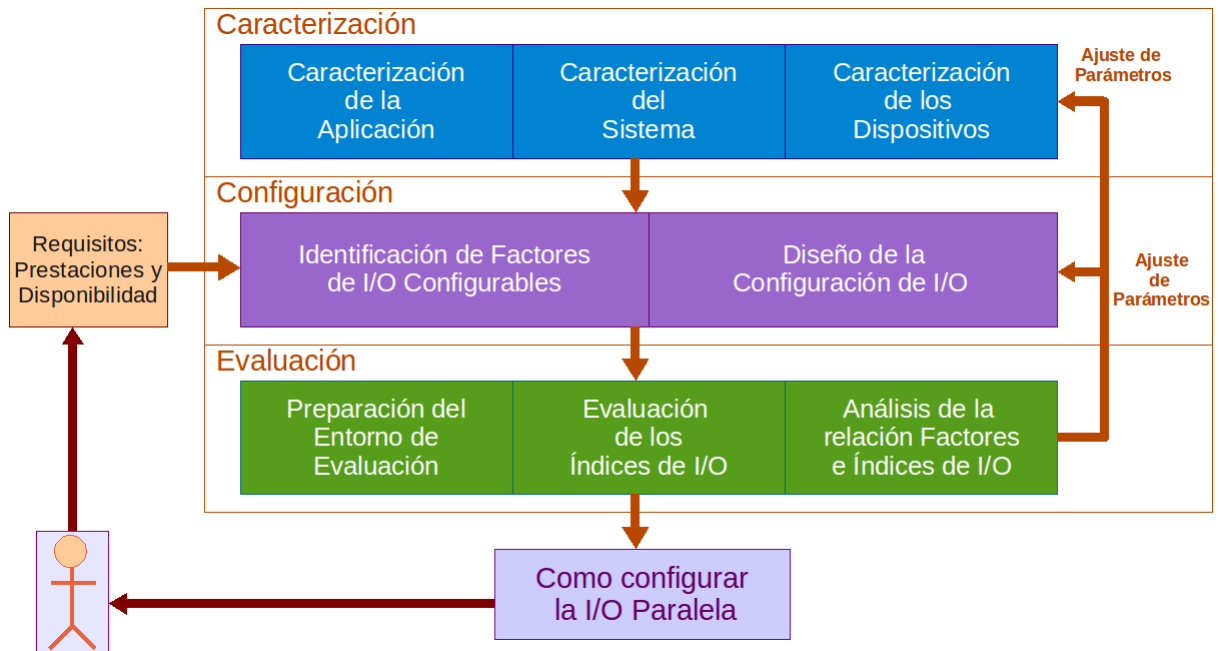 Caracterización
Caracterización
de la
Aplicación
Caracterización
del
Sistema
Caracterización
de los
Dispositivos
Ajuste de
Parámetros
Configuración
Requisitos:
Prestaciones y
Disponibilidad
Identificación de Factores
de I/O Configurables
Diseño de la
Configuración de I/O
Ajuste
de
Parámetros
Evaluación
Preparación del
Entorno de
Evaluación
Evaluación
de los
Índices de I/O
Análisis de la
relación Factores
e Índices de I/O
Como configurar
la I/O Paralela